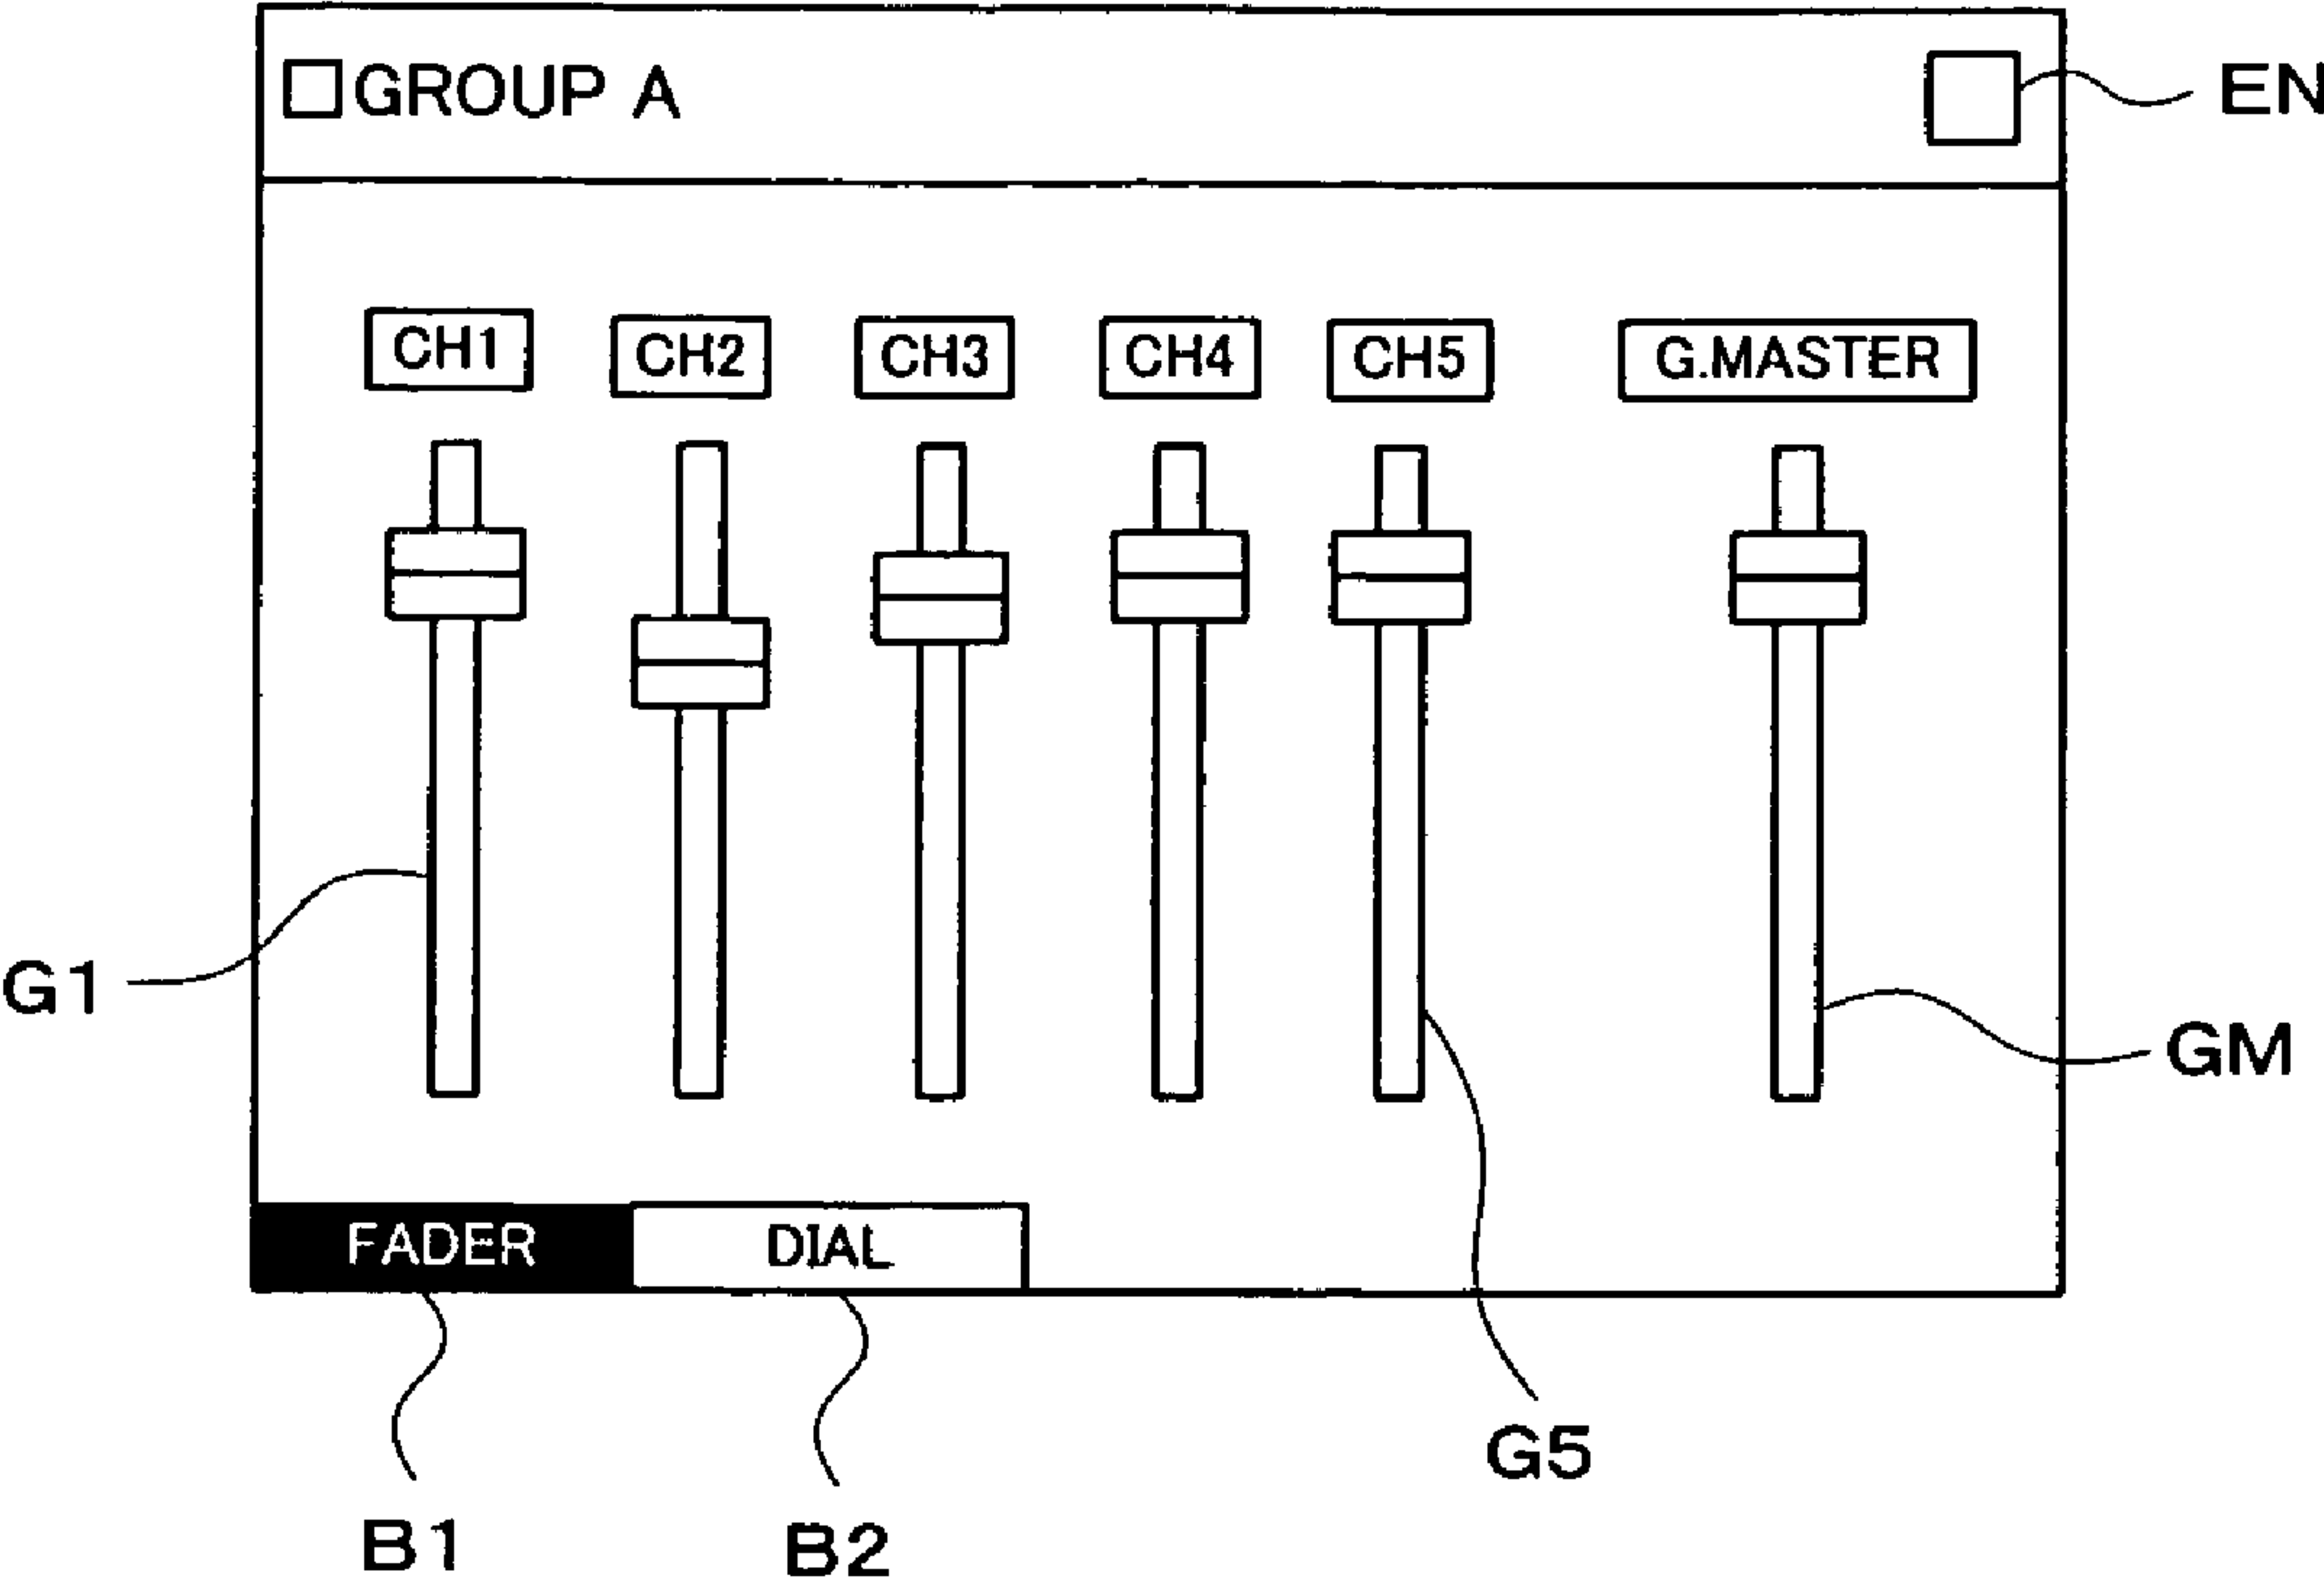 GROUP A
EN
CH1 CH2 CH3 CH4 CH5 G.MASTER
G1
GM
FADER DIAL
G5
B1 B2